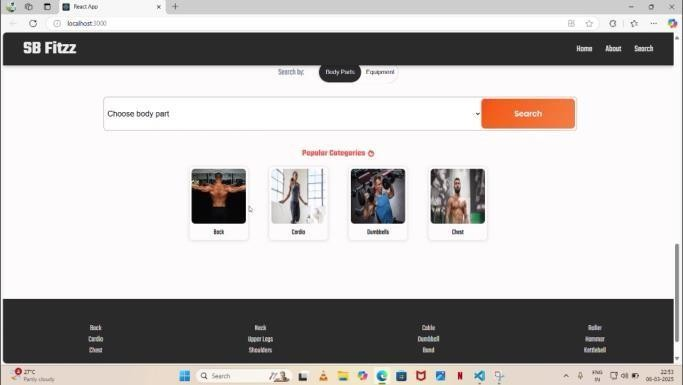 React App
localhost:3000
SB Fitzz
Home About Search
Search by: Body Parts Equipment
Choose body part
Search
Popular Categories
Back Cardio Dumbbells Chest
Back Neck Cable Roller
Cardio Upper Legs Dumbbell Hammer
Chest Shoulders Band Kettlebell
27°C
Partly cloudy
Search
ENG
IN
22:53
06-03-2025